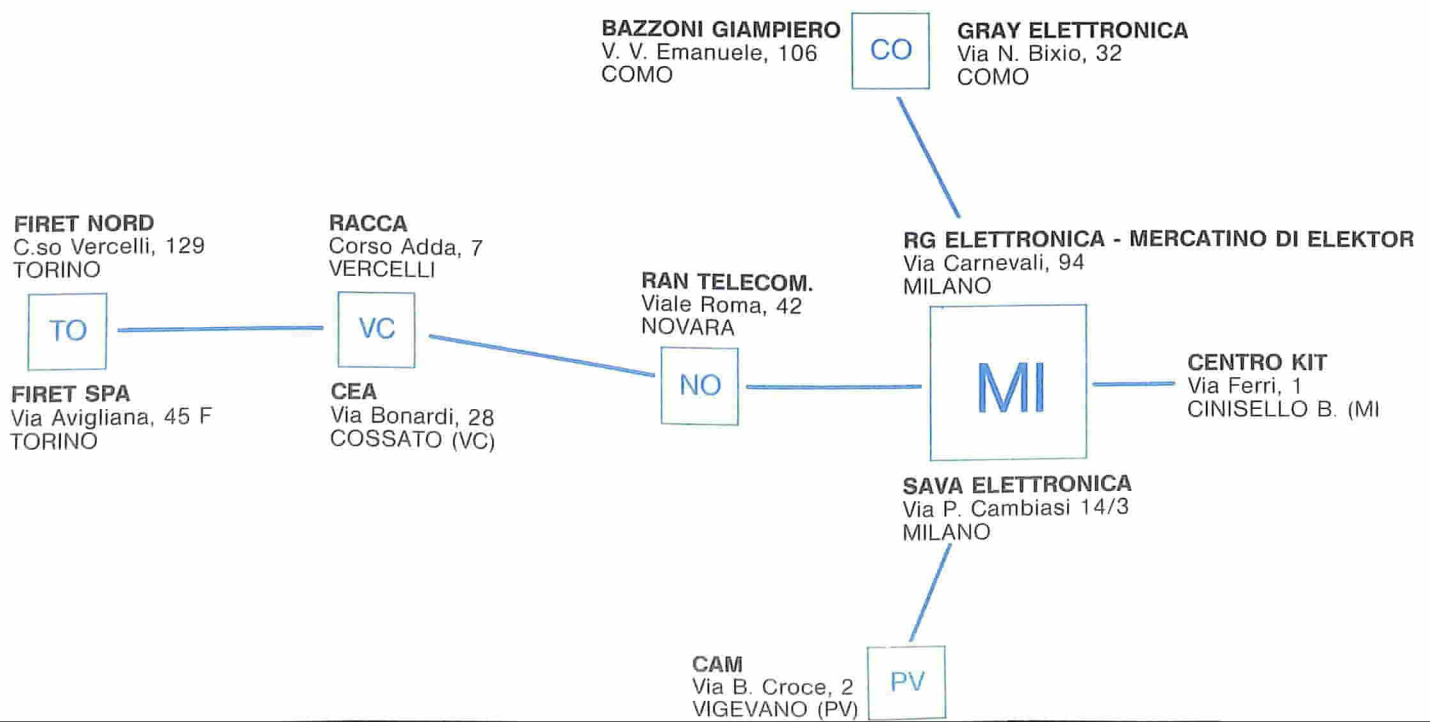 BAZZONI GIAMPIERO
V. V. Emanuele, 106
COMO
CO
GRAY ELETTRONICA
Via N. Bixio, 32
COMO
FIRET NORD
C.so Vercelli, 129
TORINO
TO
FIRET SPA
Via Avigliana, 45 F
TORINO
RACCA
Corso Adda, 7
VERCELLI
VC
CEA
Via Bonardi, 28
COSSATO (VC)
RAN TELECOM.
Viale Roma, 42
NOVARA
NO
RG ELETTRONICA - MERCATINO DI ELEKTOR
Via Carnevali, 94
MILANO
MI
CENTRO KIT
Via Ferri, 1
CINISELLO B. (MI
SAVA ELETTRONICA
Via P. Cambiasi 14/3
MILANO
CAM
Via B. Croce, 2
VIGEVANO (PV)
PV